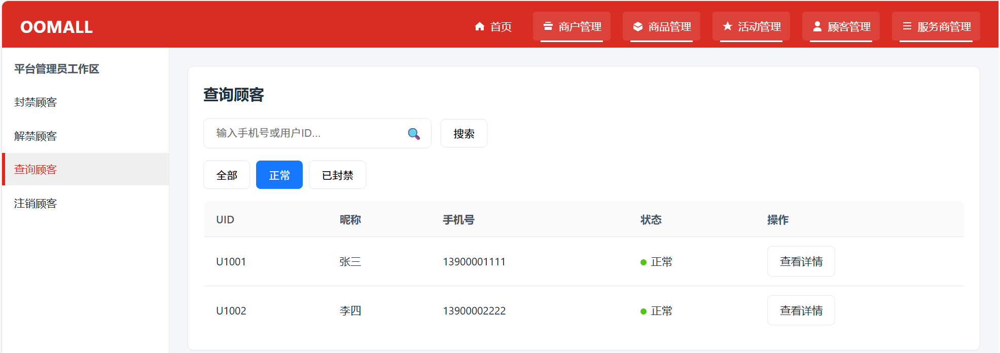 OOMALL
首页 商户管理 商品管理 活动管理 顾客管理 服务商管理
平台管理员工作区
封禁顾客
解禁顾客
查询顾客
注销顾客
查询顾客
输入手机号或用户ID... 搜索
全部 正常 已封禁
UID 昵称 手机号 状态 操作
U1001 张三 13900001111 正常 查看详情
U1002 李四 13900002222 正常 查看详情